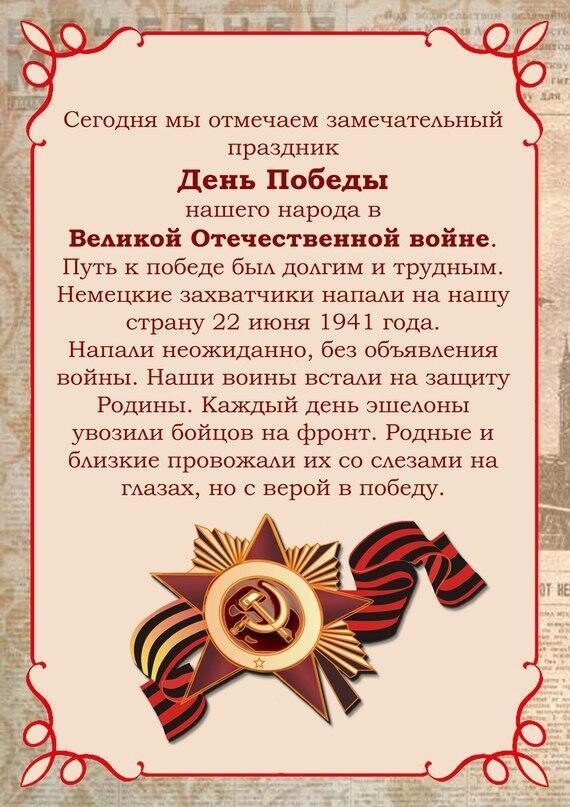 Сегодня мы отмечаем замечательный
праздник
День Победы
нашего народа в
Великой Отечественной войне.
Путь к победе был долгим и трудным.
Немецкие захватчики напали на нашу
страну 22 июня 1941 года.
Напали неожиданно, без объявления
войны. Наши воины встали на защиту
Родины. Каждый день эшелоны
увозили бойцов на фронт. Родные и
близкие провожали их со слезами на
глазах, но с верой в победу.